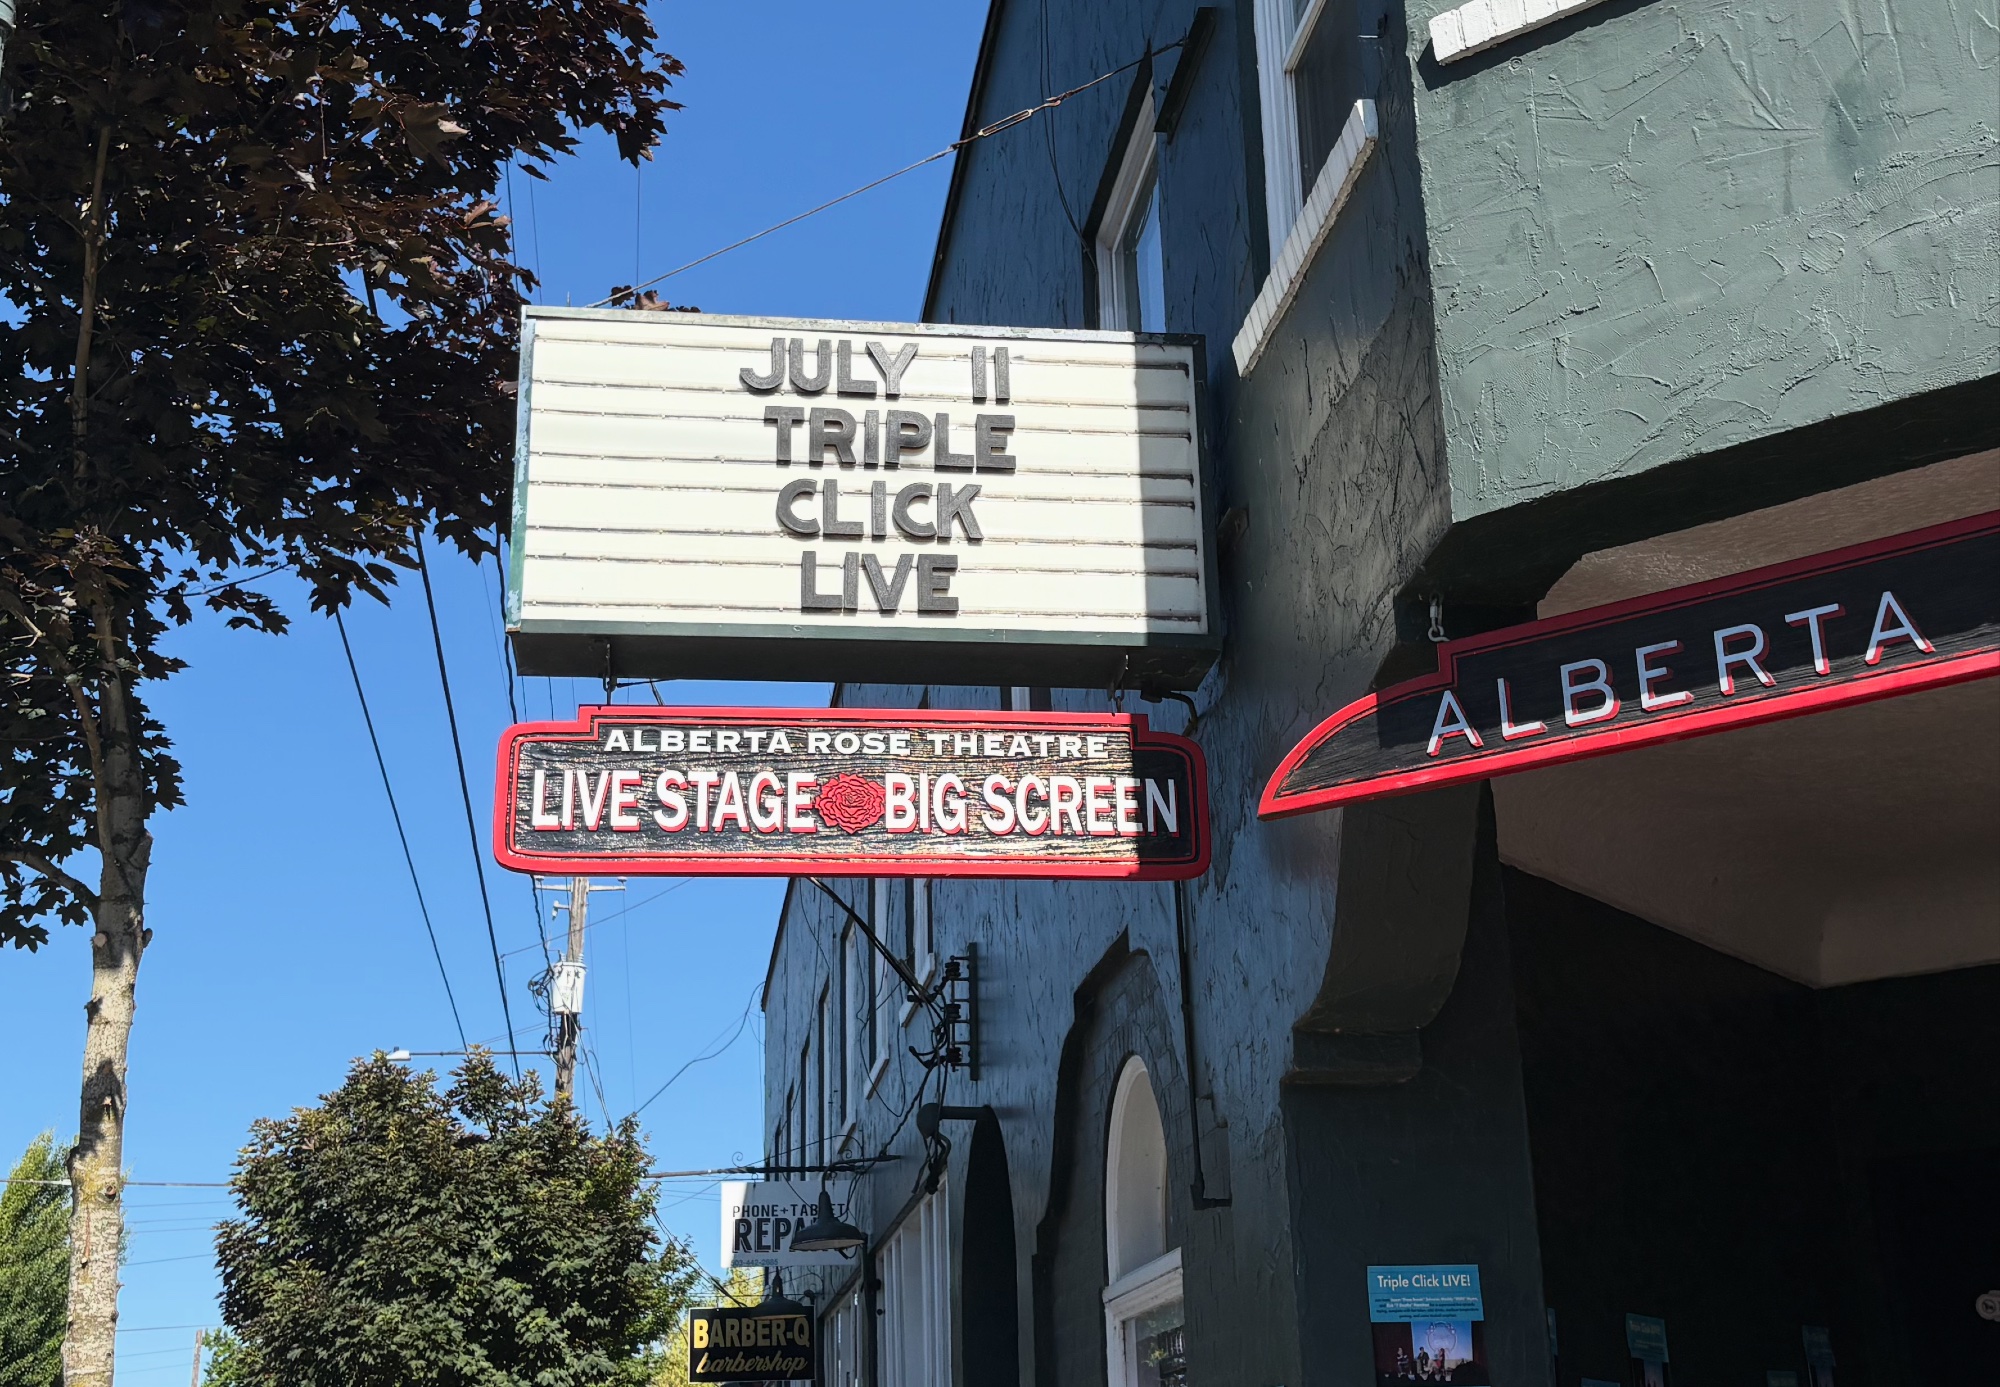 JULY 11
TRIPLE
CLICK
LIVE
ALBERTA ROSE THEATRE
LIVE STAGE BIG SCREEN
ALBERTA
PHONE+TABLET
BARBER-Q
barbershop
Triple Click LIVE!